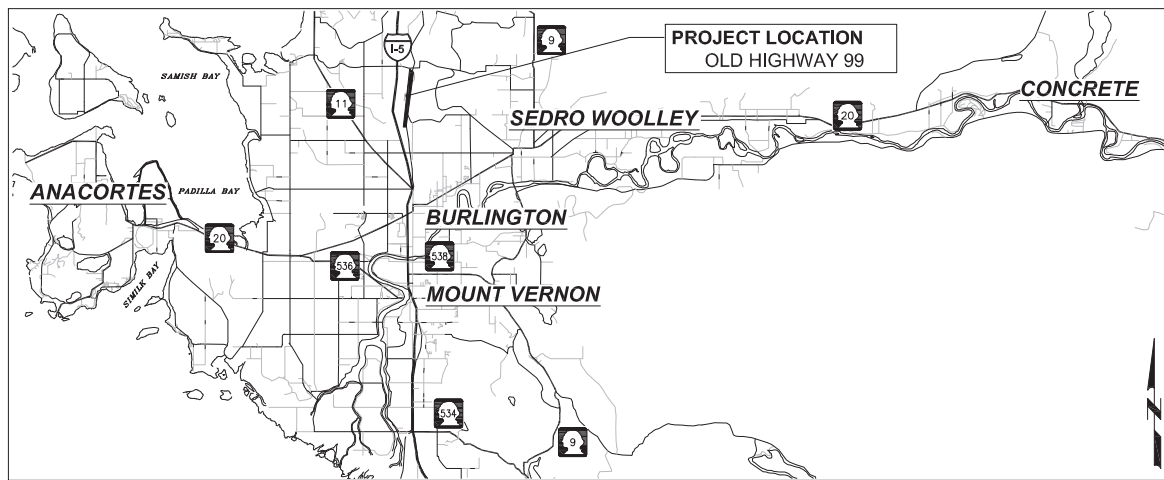 9
PROJECT LOCATION
OLD HIGHWAY 99
I-5
SAMISH BAY
11
SEDRO WOOLLEY
20
CONCRETE
ANACORTES
PADILLA BAY
BURLINGTON
20
536
538
SIMILK BAY
MOUNT VERNON
534
9
N